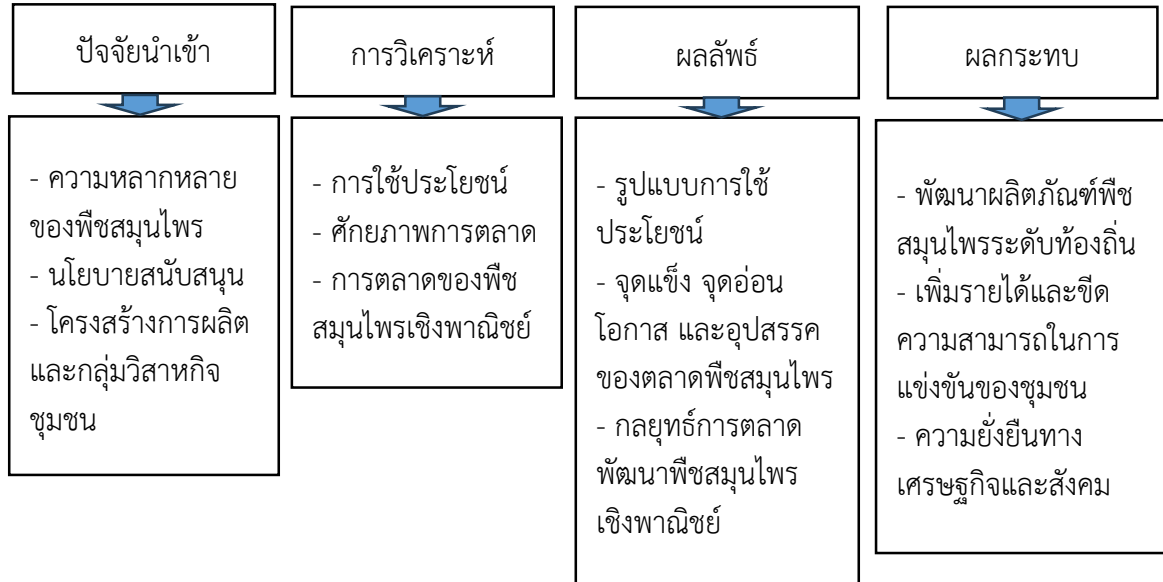 ปัจจัยนำเข้า
การวิเคราะห์
ผลลัพธ์
ผลกระทบ
- ความหลากหลาย
ของพืชสมุนไพร
- นโยบายสนับสนุน
- โครงสร้างการผลิต
และกลุ่มวิสาหกิจ
ชุมชน
- การใช้ประโยชน์
- ศักยภาพการตลาด
- การตลาดของพืช
สมุนไพรเชิงพาณิชย์
- รูปแบบการใช้
ประโยชน์
- จุดแข็ง จุดอ่อน
โอกาส และอุปสรรค
ของตลาดพืชสมุนไพร
- กลยุทธ์การตลาด
พัฒนาพืชสมุนไพร
เชิงพาณิชย์
- พัฒนาผลิตภัณฑ์พืช
สมุนไพรระดับท้องถิ่น
- เพิ่มรายได้และขีด
ความสามารถในการ
แข่งขันของชุมชน
- ความยั่งยืนทาง
เศรษฐกิจและสังคม